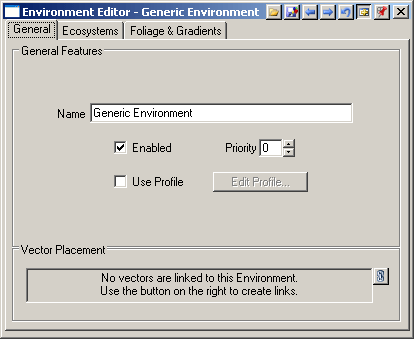 Environment Editor - Generic Environment
General Ecosystems Foliage & Gradients
General Features
Name Generic Environment
Enabled Priority 0
Use Profile Edit Profile...
Vector Placement
No vectors are linked to this Environment.
Use the button on the right to create links.